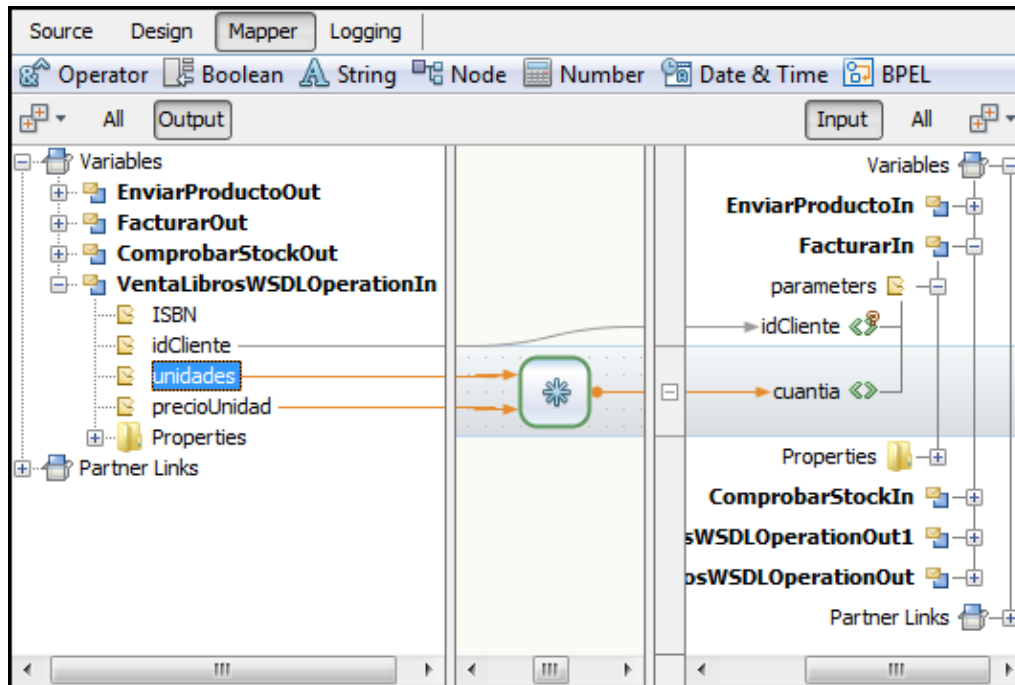 Source Design Mapper Logging
Operator Boolean String Node Number Date & Time BPEL
All Output Input All
Variables
EnviarProductoOut
FacturarOut
ComprobarStockOut
VentaLibrosWSDLOperationIn
ISBN
idCliente
unidades
precioUnidad
Properties
Partner Links
Variables
EnviarProductoIn
FacturarIn
parameters
idCliente
cuantia
Properties
ComprobarStockIn
sWSDLOperationOut1
osWSDLOperationOut
Partner Links